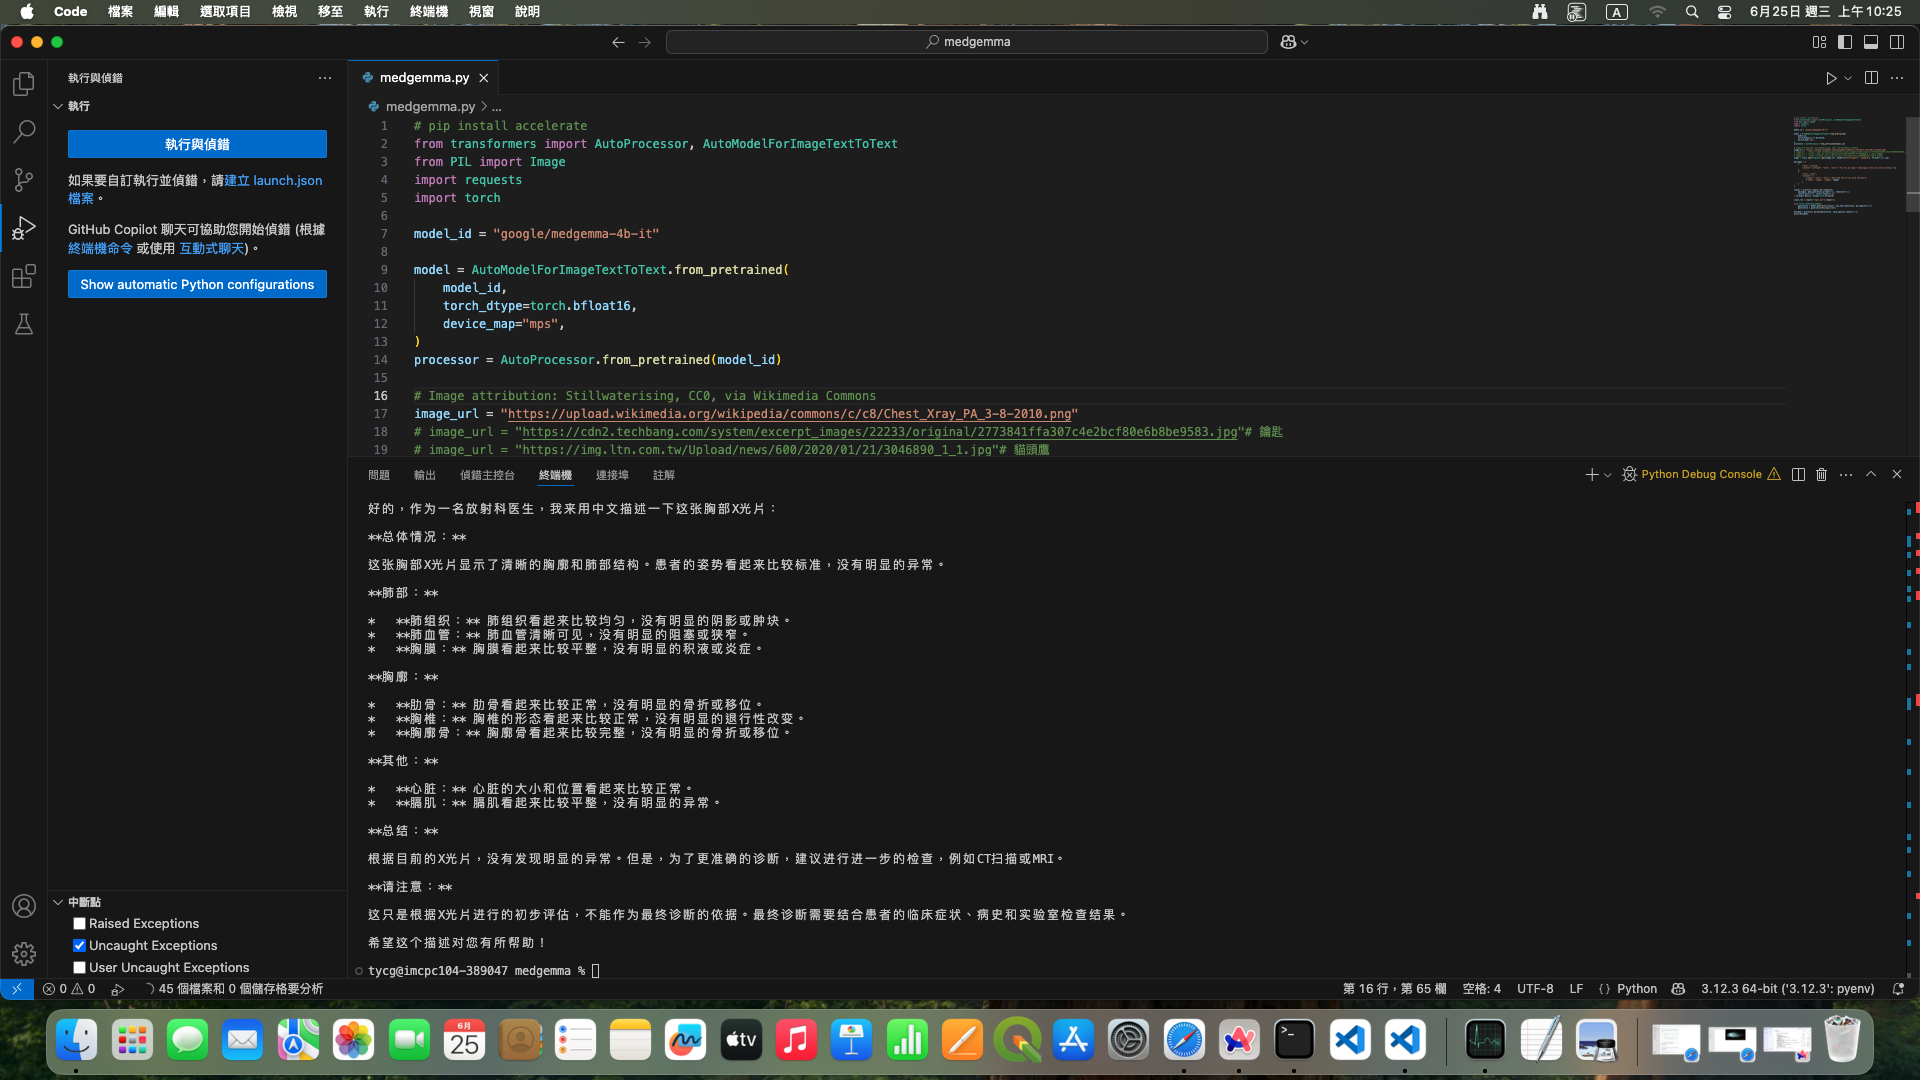 Code 檔案 編輯 選取項目 檢視 移至 執行 終端機 視窗 說明
A 6月25日 週三 上午10:25
medgemma
執行與偵錯
執行
執行與偵錯
如果要自訂執行並偵錯，請建立 launch.json
檔案。
GitHub Copilot 聊天可協助您開始偵錯 (根據
終端機命令 或使用 互動式聊天)。
Show automatic Python configurations
medgemma.py
medgemma.py > ...
1 # pip install accelerate
2 from transformers import AutoProcessor, AutoModelForImageTextToText
3 from PIL import Image
4 import requests
5 import torch
6
7 model_id = "google/medgemma-4b-it"
8
9 model = AutoModelForImageTextToText.from_pretrained(
10 model_id,
11 torch_dtype=torch.bfloat16,
12 device_map="mps",
13 )
14 processor = AutoProcessor.from_pretrained(model_id)
15
16 # Image attribution: Stillwaterising, CC0, via Wikimedia Commons
17 image_url = "https://upload.wikimedia.org/wikipedia/commons/c/c8/Chest_Xray_PA_3-8-2010.png"
18 # image_url = "https://cdn2.techbang.com/system/excerpt_images/22233/original/2773841ffa307c4e2bcf80e6b8be9583.jpg"# 鑰匙
19 # image_url = "https://img.ltn.com.tw/Upload/news/600/2020/01/21/3046890_1_1.jpg"# 貓頭鷹
問題 輸出 偵錯主控台 終端機 連接埠 註解
Python Debug Console
好的，作为一名放射科医生，我来用中文描述一下这张胸部X光片：
**总体情况：**
这张胸部X光片显示了清晰的胸廓和肺部结构。患者的姿势看起来比较标准，没有明显的异常。
**肺部：**
* **肺组织：** 肺组织看起来比较均匀，没有明显的阴影或肿块。
* **肺血管：** 肺血管清晰可见，没有明显的阻塞或狭窄。
* **胸膜：** 胸膜看起来比较平整，没有明显的积液或炎症。
**胸廓：**
* **肋骨：** 肋骨看起来比较正常，没有明显的骨折或移位。
* **胸椎：** 胸椎的形态看起来比较正常，没有明显的退行性改变。
* **胸廓骨：** 胸廓骨看起来比较完整，没有明显的骨折或移位。
**其他：**
* **心脏：** 心脏的大小和位置看起来比较正常。
* **膈肌：** 膈肌看起来比较平整，没有明显的异常。
**总结：**
根据目前的X光片，没有发现明显的异常。但是，为了更准确的诊断，建议进行进一步的检查，例如CT扫描或MRI。
**请注意：**
这只是根据X光片进行的初步评估，不能作为最终诊断的依据。最终诊断需要结合患者的临床症状、病史和实验室检查结果。
希望这个描述对您有所帮助！
tycg@imcpc104-389047 medgemma %
中斷點
Raised Exceptions
Uncaught Exceptions
User Uncaught Exceptions
0 0 45 個檔案和 0 個儲存格要分析
第 16 行，第 65 欄 空格: 4 UTF-8 LF {} Python 3.12.3 64-bit ('3.12.3': pyenv)
6月
25
tv